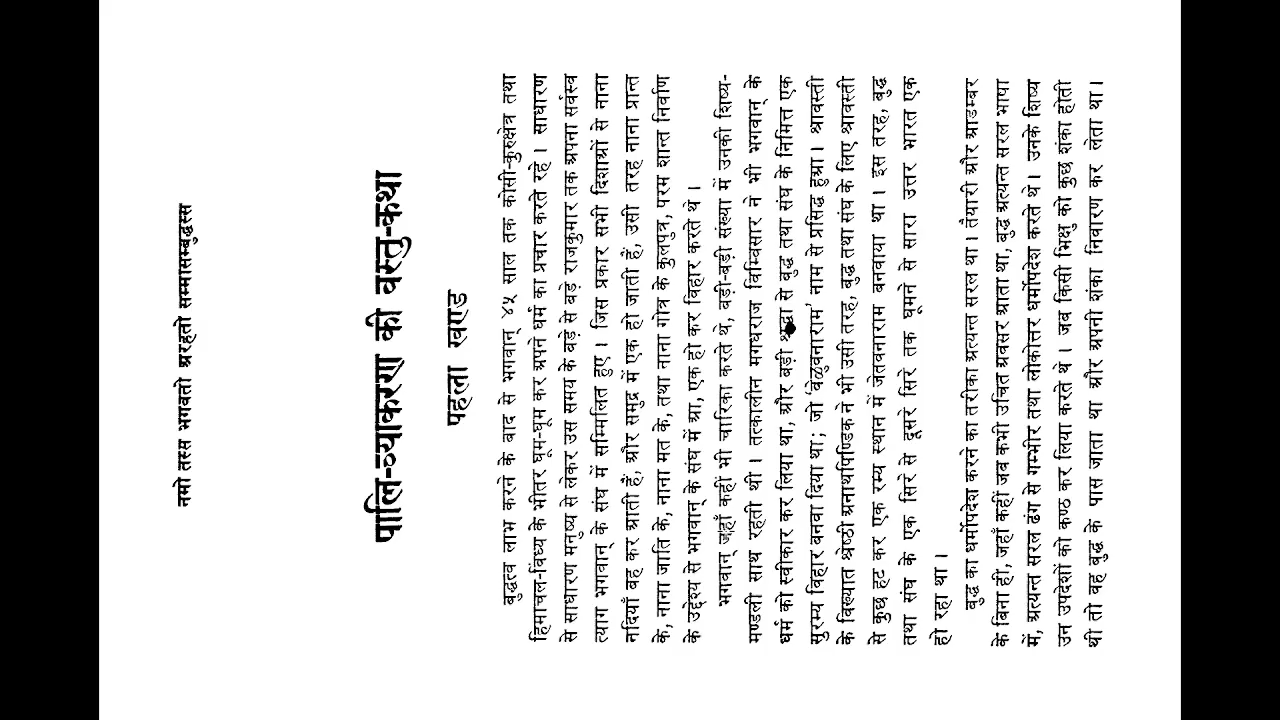 नमो तस्स भगवतो अरहतो सम्मासम्बुद्धस्स
पालि-व्याकरण की वस्तु-कथा
पहला खण्ड
बुद्धत्व लाभ करने के बाद से भगवान् ४५ साल तक कोसी-कुरुक्षेत्र तथा
हिमाचल-विंध्य के भीतर घूम-घूम कर अपने धर्म का प्रचार करते रहे । साधारण
से साधारण मनुष्य से लेकर उस समय के बड़े से बड़े राजकुमार तक अपना सर्वस्व
त्याग भगवान् के संघ में सम्मिलित हुए । जिस प्रकार सभी दिशाओं से नाना
नदियाँ बह कर आती हैं, और समुद्र में एक हो जाती हैं, उसी तरह नाना प्रान्त
के, नाना जाति के, नाना मत के, तथा नाना गोत्र के कुलपुत्र, परम शान्त निर्वाण
के उद्देश्य से भगवान् के संघ में आ, एक हो कर विहार करते थे ।
भगवान् जहाँ कहीं भी चारिका करते थे, बड़ी-बड़ी संख्या में उनकी शिष्य-
मण्डली साथ रहती थी । तत्कालीन मगधराज बिम्बिसार ने भी भगवान् के
धर्म को स्वीकार कर लिया था, और बड़ी श्रद्धा से बुद्ध तथा संघ के निमित्त एक
सुरम्य विहार बनवा दिया था; जो 'वेळुवनाराम' नाम से प्रसिद्ध हुआ । श्रावस्ती
के विख्यात श्रेष्ठी अनाथपिण्डिक ने भी उसी तरह, बुद्ध तथा संघ के लिए श्रावस्ती
से कुछ हट कर एक रम्य स्थान में जेतवनाराम बनवाया था । इस तरह, बुद्ध
तथा संघ के एक सिरे से दूसरे सिरे तक घूमने से सारा उत्तर भारत एक
हो रहा था ।
बुद्ध का धर्मोपदेश करने का तरीका अत्यन्त सरल था । तैयारी और आडम्बर
के बिना ही, जहाँ कहीं जब कभी उचित अवसर आता था, बुद्ध अत्यन्त सरल भाषा
में, अत्यन्त सरल ढंग से गम्भीर तथा लोकोत्तर धर्मोपदेश करते थे । उनके शिष्य
उन उपदेशों को कण्ठ कर लिया करते थे । जब किसी भिक्षु को कुछ शंका होती
थी तो वह बुद्ध के पास जाता था और अपनी शंका निवारण कर लेता था ।